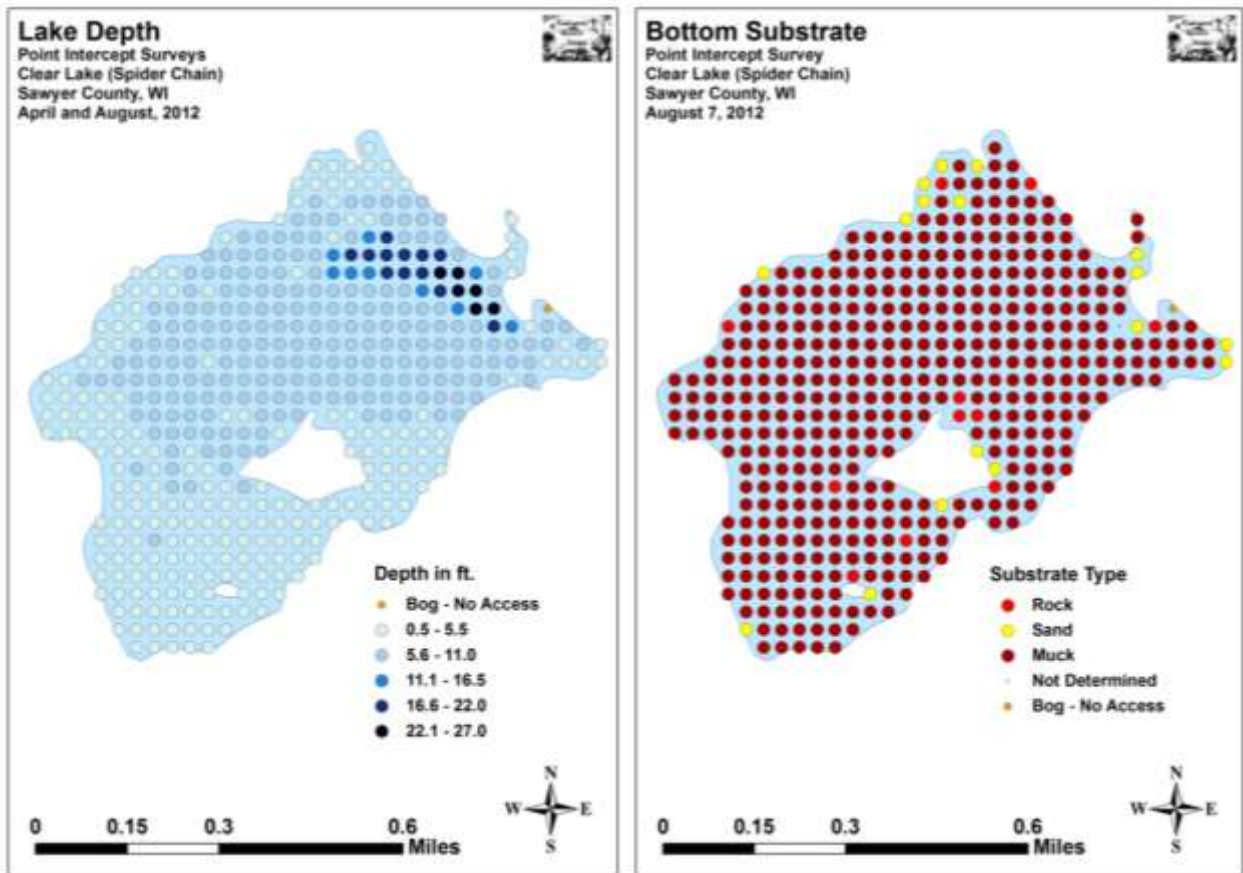 Lake Depth
Point Intercept Surveys
Clear Lake (Spider Chain)
Sawyer County, WI
April and August, 2012
Depth in ft.
Bog - No Access
0.5 - 5.5
5.6 - 11.0
11.1 - 16.5
16.6 - 22.0
22.1 - 27.0
N
W E
S
0 0.15 0.3 0.6
Miles
Bottom Substrate
Point Intercept Survey
Clear Lake (Spider Chain)
Sawyer County, WI
August 7, 2012
Substrate Type
Rock
Sand
Muck
Not Determined
Bog - No Access
N
W E
S
0 0.15 0.3 0.6
Miles